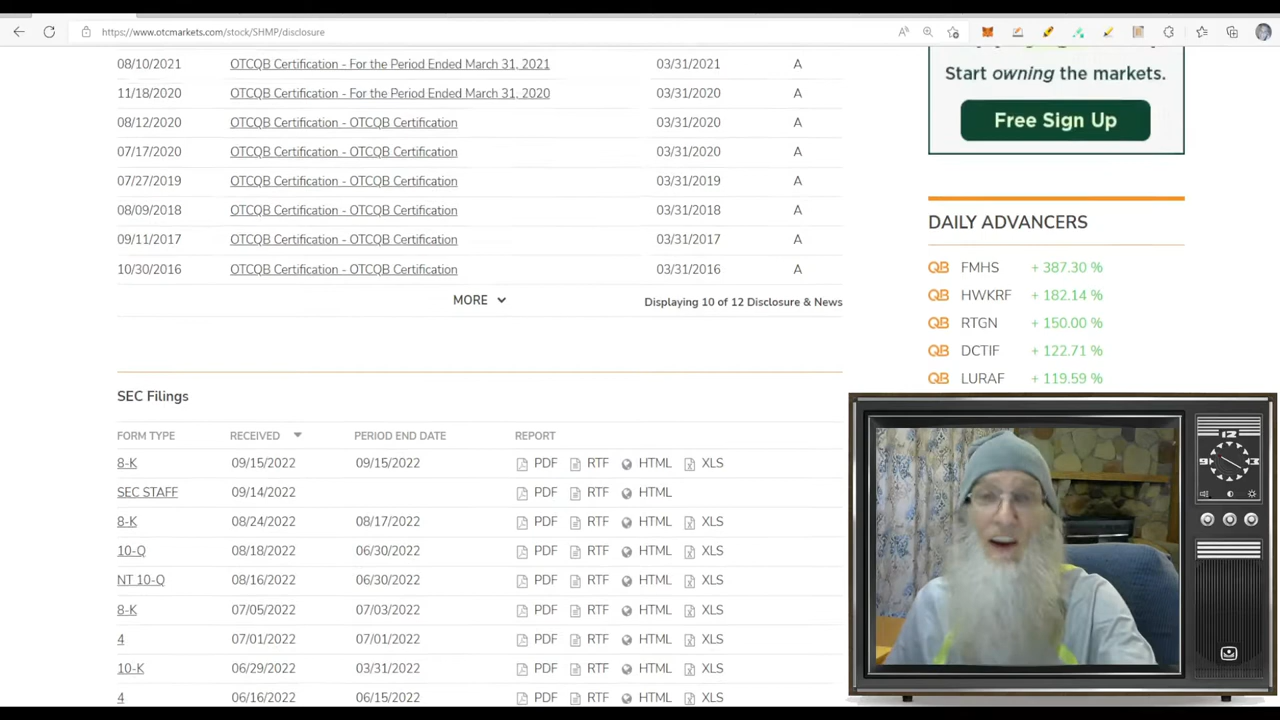 https://www.otcmarkets.com/stock/SHMP/disclosure
08/10/2021 OTCQB Certification - For the Period Ended March 31, 2021 03/31/2021 A
11/18/2020 OTCQB Certification - For the Period Ended March 31, 2020 03/31/2020 A
08/12/2020 OTCQB Certification - OTCQB Certification 03/31/2020 A
07/17/2020 OTCQB Certification - OTCQB Certification 03/31/2020 A
07/27/2019 OTCQB Certification - OTCQB Certification 03/31/2019 A
08/09/2018 OTCQB Certification - OTCQB Certification 03/31/2018 A
09/11/2017 OTCQB Certification - OTCQB Certification 03/31/2017 A
10/30/2016 OTCQB Certification - OTCQB Certification 03/31/2016 A
MORE
Displaying 10 of 12 Disclosure & News
SEC Filings
FORM TYPE RECEIVED PERIOD END DATE REPORT
8-K 09/15/2022 09/15/2022 PDF RTF HTML XLS
SEC STAFF 09/14/2022 PDF RTF HTML
8-K 08/24/2022 08/17/2022 PDF RTF HTML XLS
10-Q 08/18/2022 06/30/2022 PDF RTF HTML XLS
NT 10-Q 08/16/2022 06/30/2022 PDF RTF HTML XLS
8-K 07/05/2022 07/03/2022 PDF RTF HTML XLS
4 07/01/2022 07/01/2022 PDF RTF HTML XLS
10-K 06/29/2022 03/31/2022 PDF RTF HTML XLS
4 06/16/2022 06/15/2022 PDF RTF HTML XLS
Start owning the markets.
Free Sign Up
DAILY ADVANCERS
QB FMHS + 387.30 %
QB HWKRF + 182.14 %
QB RTGN + 150.00 %
QB DCTIF + 122.71 %
QB LURAF + 119.59 %
12
9 3